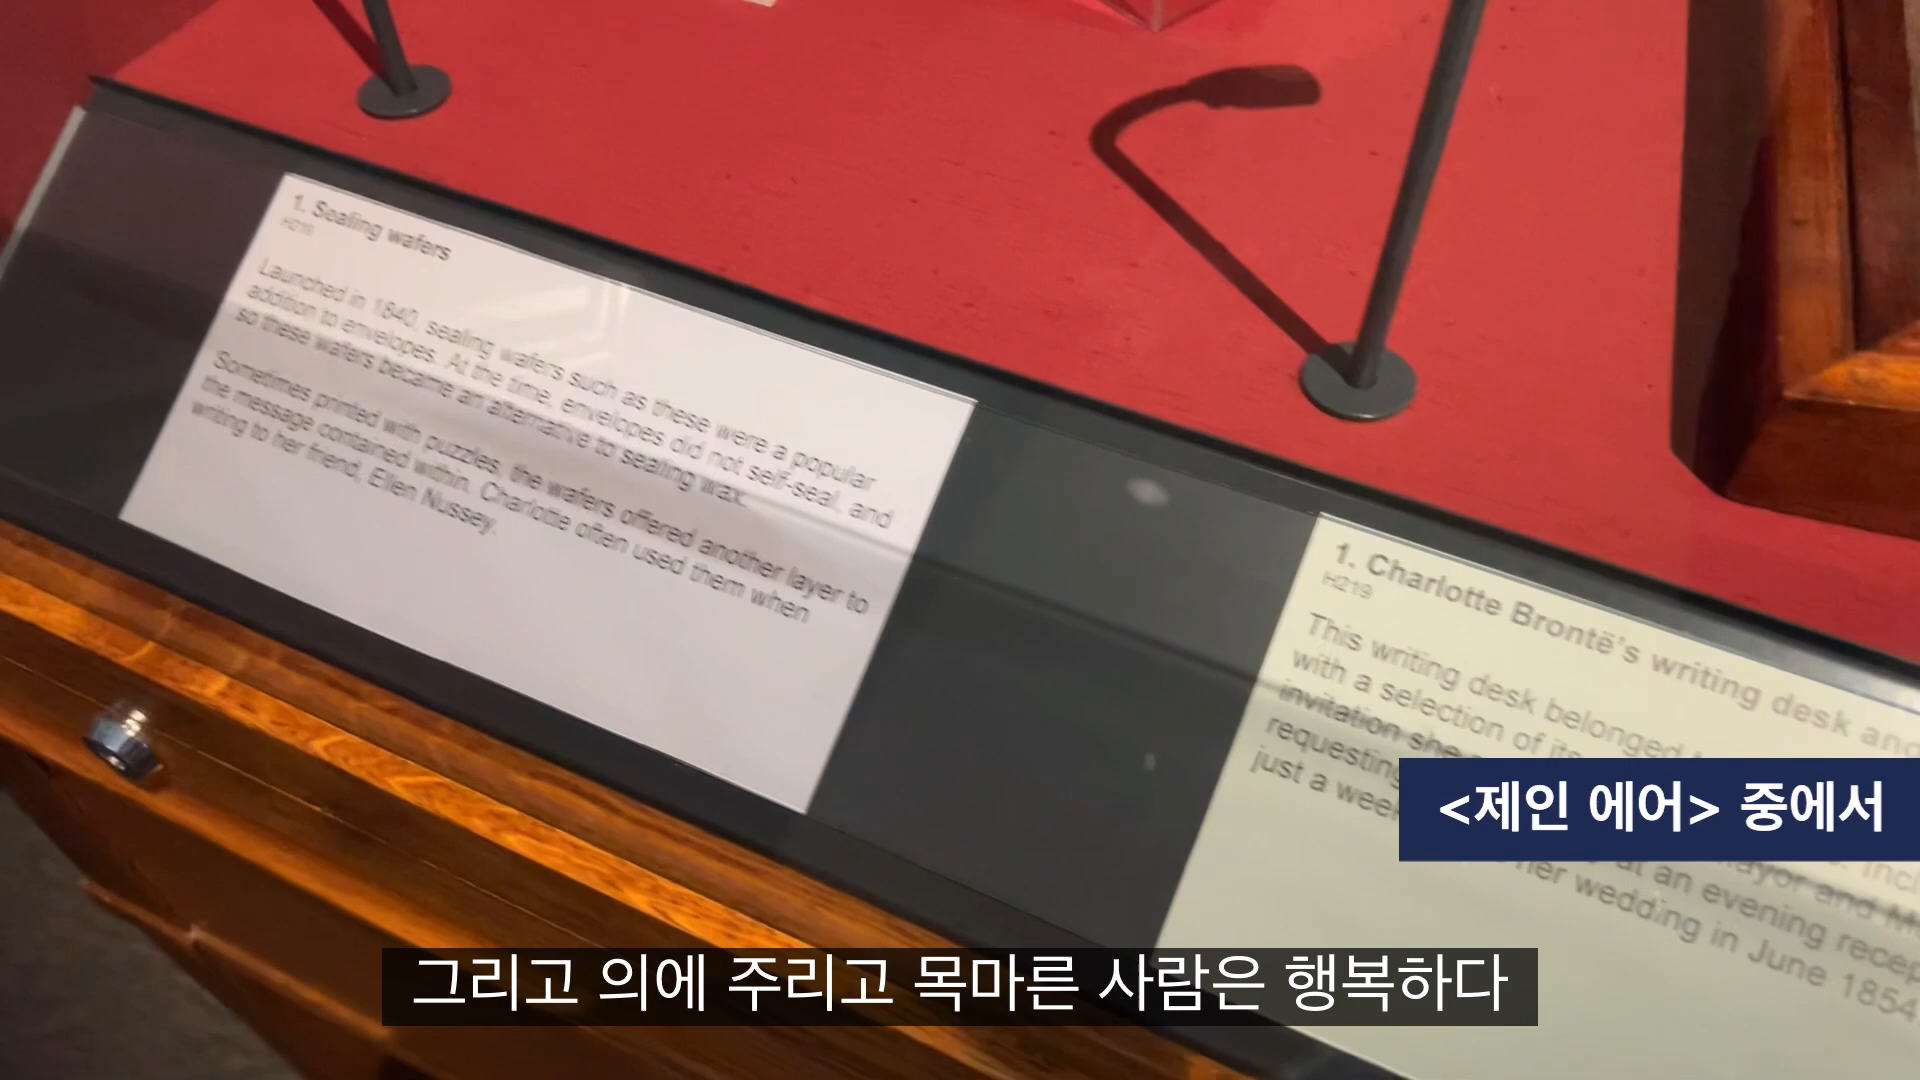 1. Sealing wafers
H219
Launched in 1840, sealing wafers such as these were a popular
addition to envelopes. At the time, envelopes did not self-seal, and
so these wafers became an alternative to sealing wax.
Sometimes printed with puzzles, the wafers offered another layer to
the message contained within. Charlotte often used them when
writing to her friend, Ellen Nussey.
1. Charlotte Brontë's writing desk and
H219
This writing desk belonged
with a selection of its
invitation she
requesting
just a week
at an evening
her wedding in June 1854
<제인 에어> 중에서
그리고 의에 주리고 목마른 사람은 행복하다